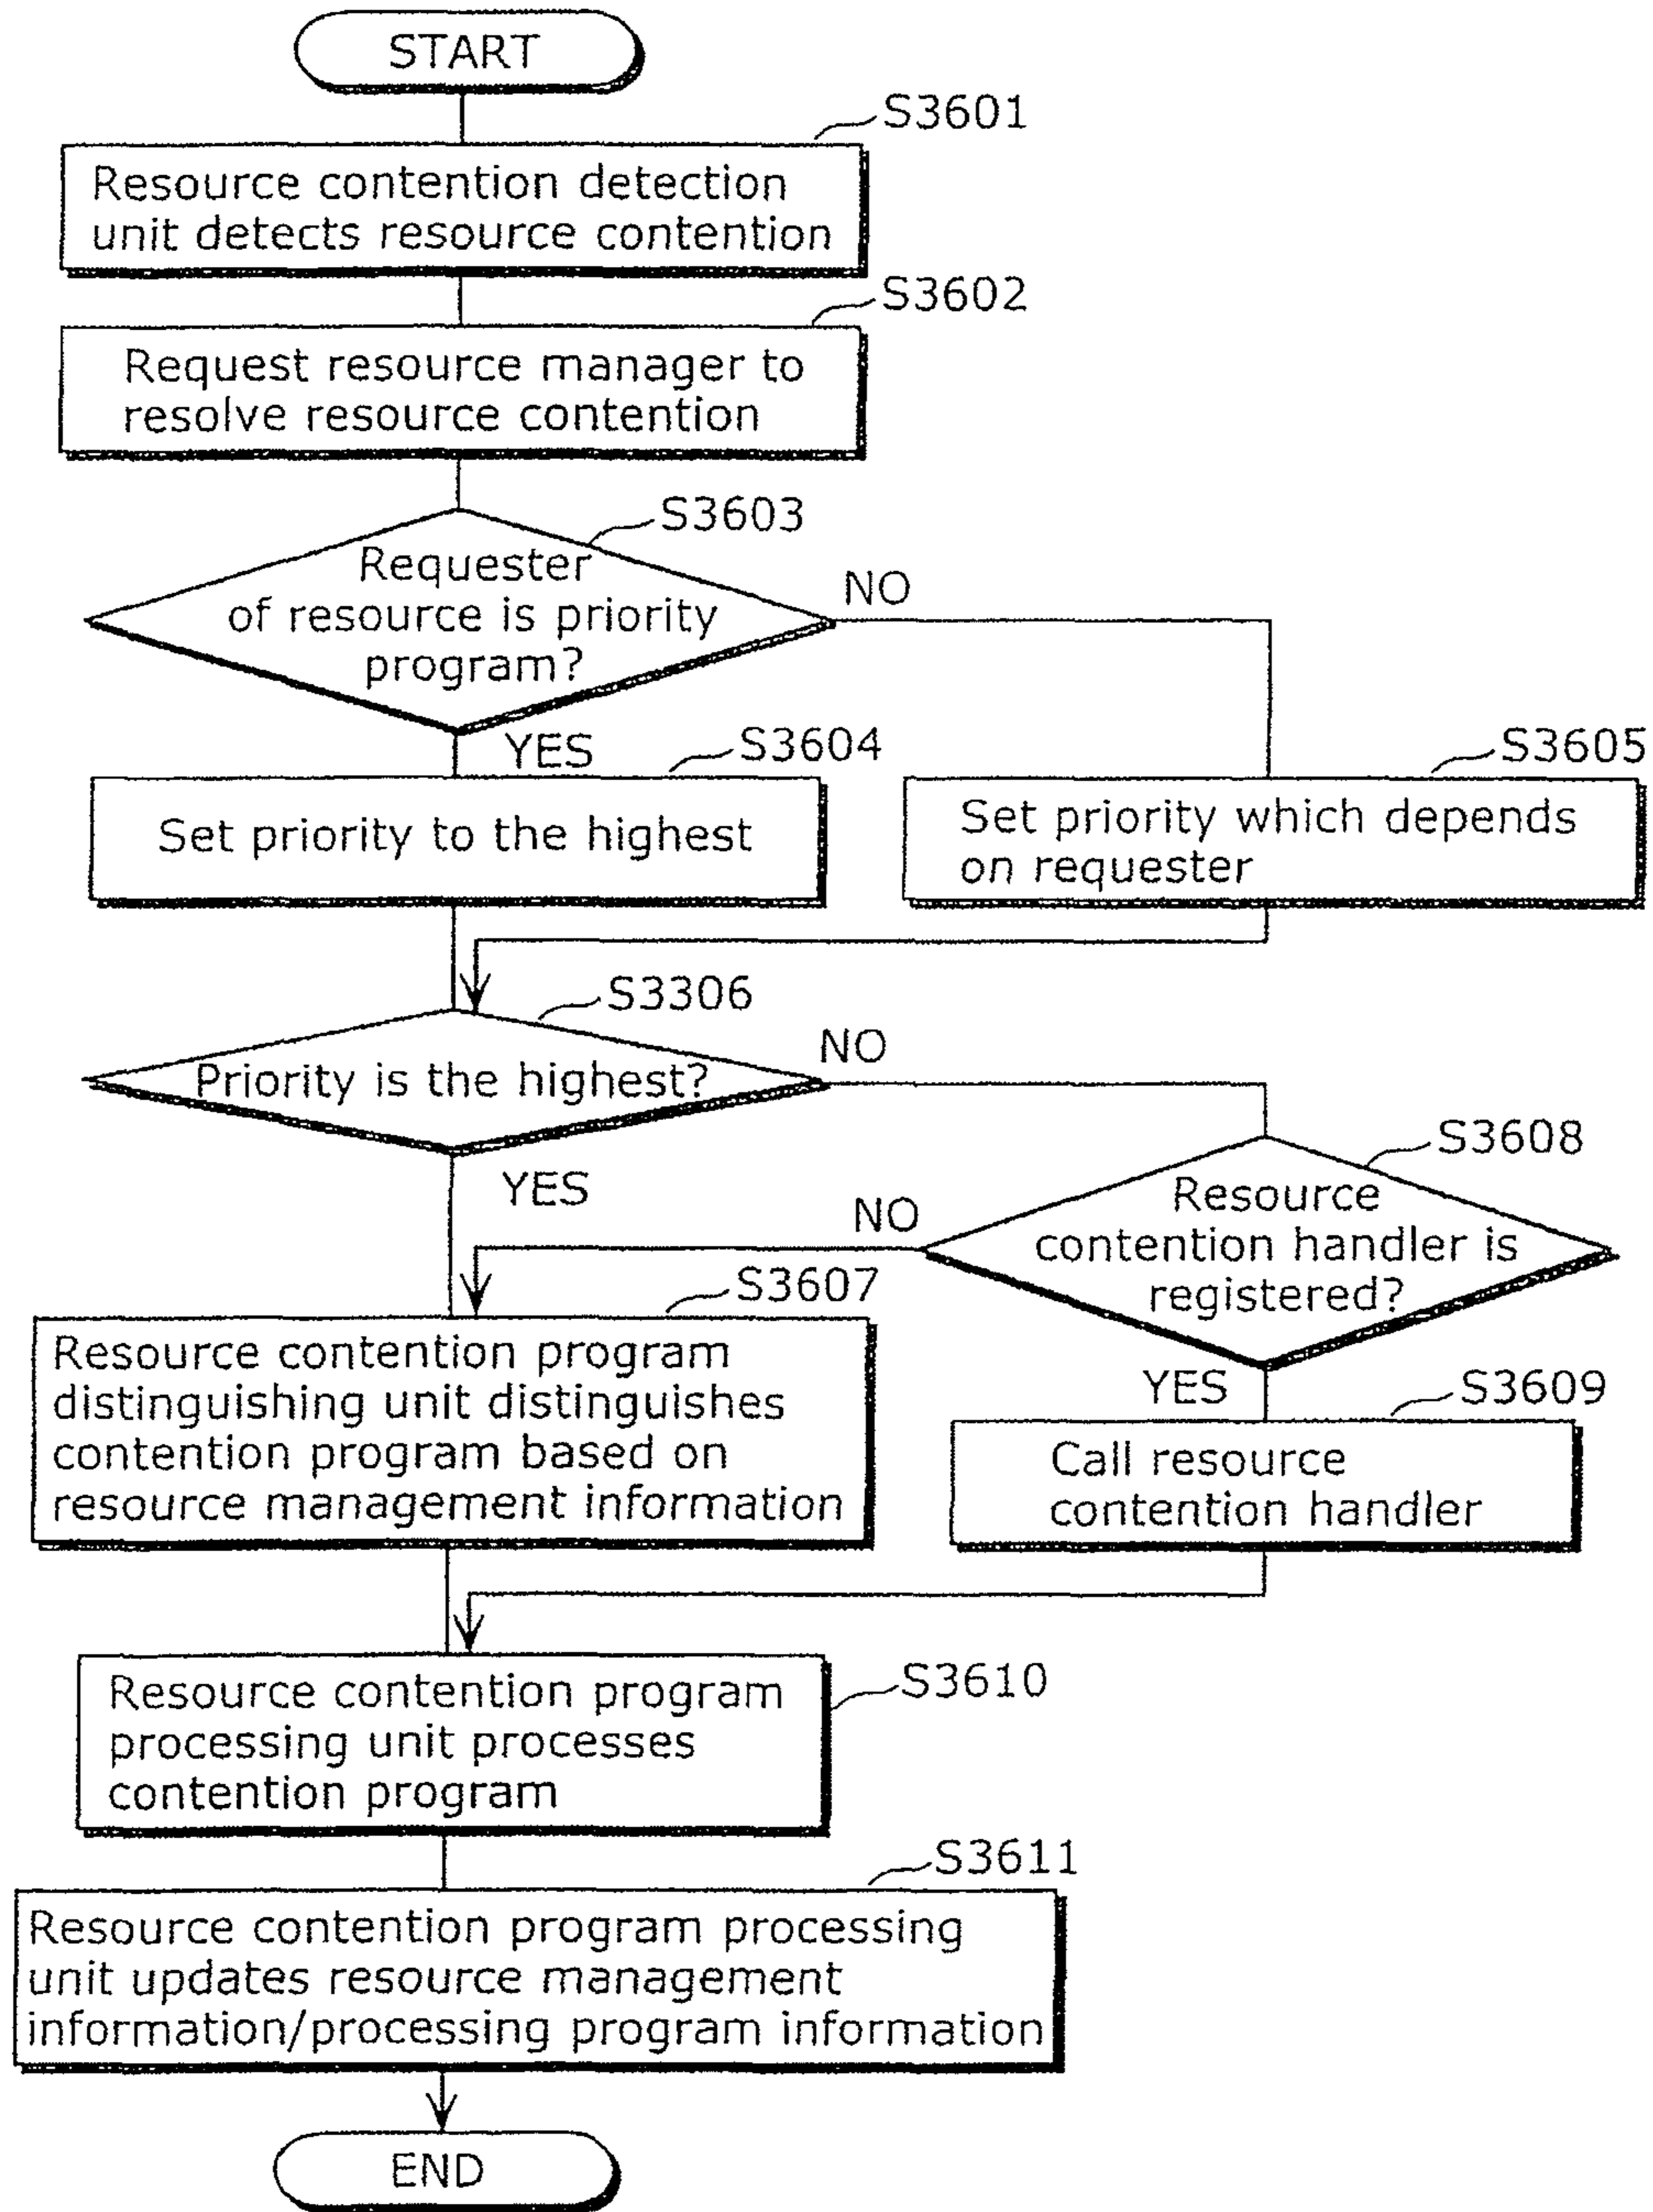 START
S3601
Resource contention detection
unit detects resource contention
S3602
Request resource manager to
resolve resource contention
S3603
Requester
of resource is priority
program?
NO
YES
S3604
Set priority to the highest
S3605
Set priority which depends
on requester
S3306
Priority is the highest?
NO
YES
S3608
Resource
contention handler is
registered?
NO
YES
S3607
Resource contention program
distinguishing unit distinguishes
contention program based on
resource management information
S3609
Call resource
contention handler
S3610
Resource contention program
processing unit processes
contention program
S3611
Resource contention program processing
unit updates resource management
information/processing program information
END